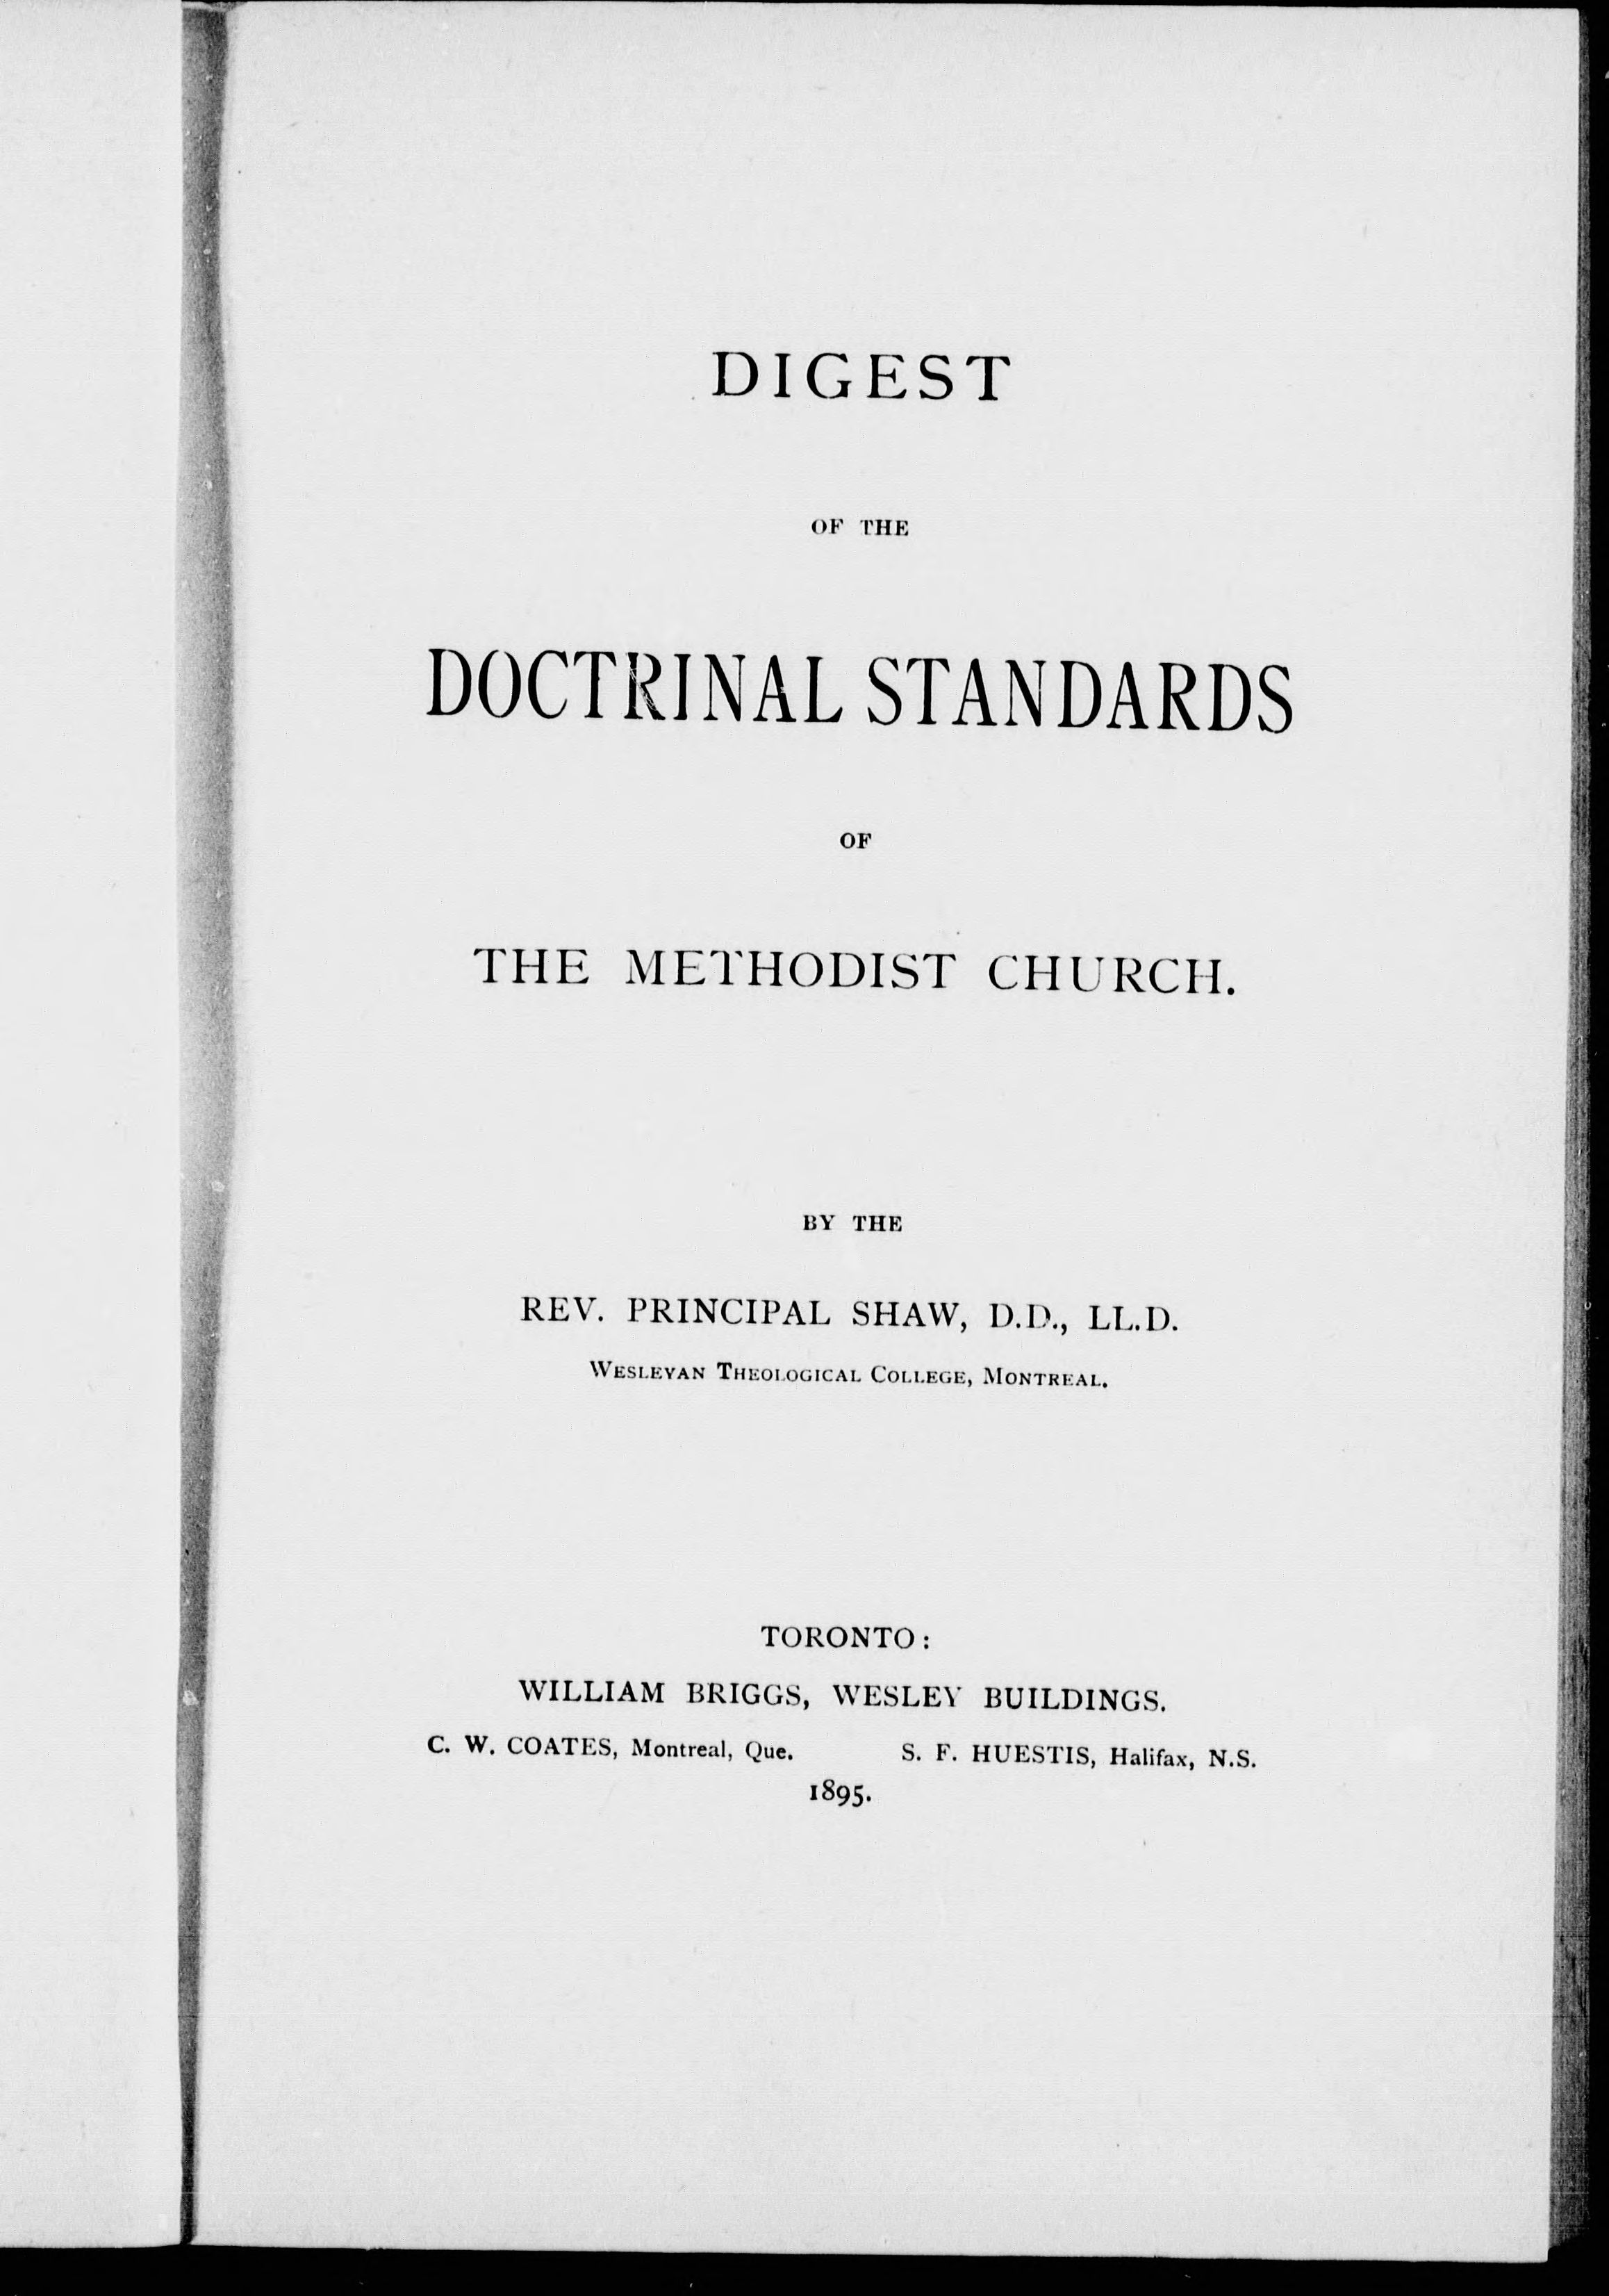 DIGEST
OF THE
DOCTRINAL STANDARDS
OF
THE METHODIST CHURCH.
BY THE
REV. PRINCIPAL SHAW, D.D., LL.D.
WESLEYAN THEOLOGICAL COLLEGE, MONTREAL.
TORONTO:
WILLIAM BRIGGS, WESLEY BUILDINGS.
C. W. COATES, Montreal, Que. S. F. HUESTIS, Halifax, N.S.
1895.